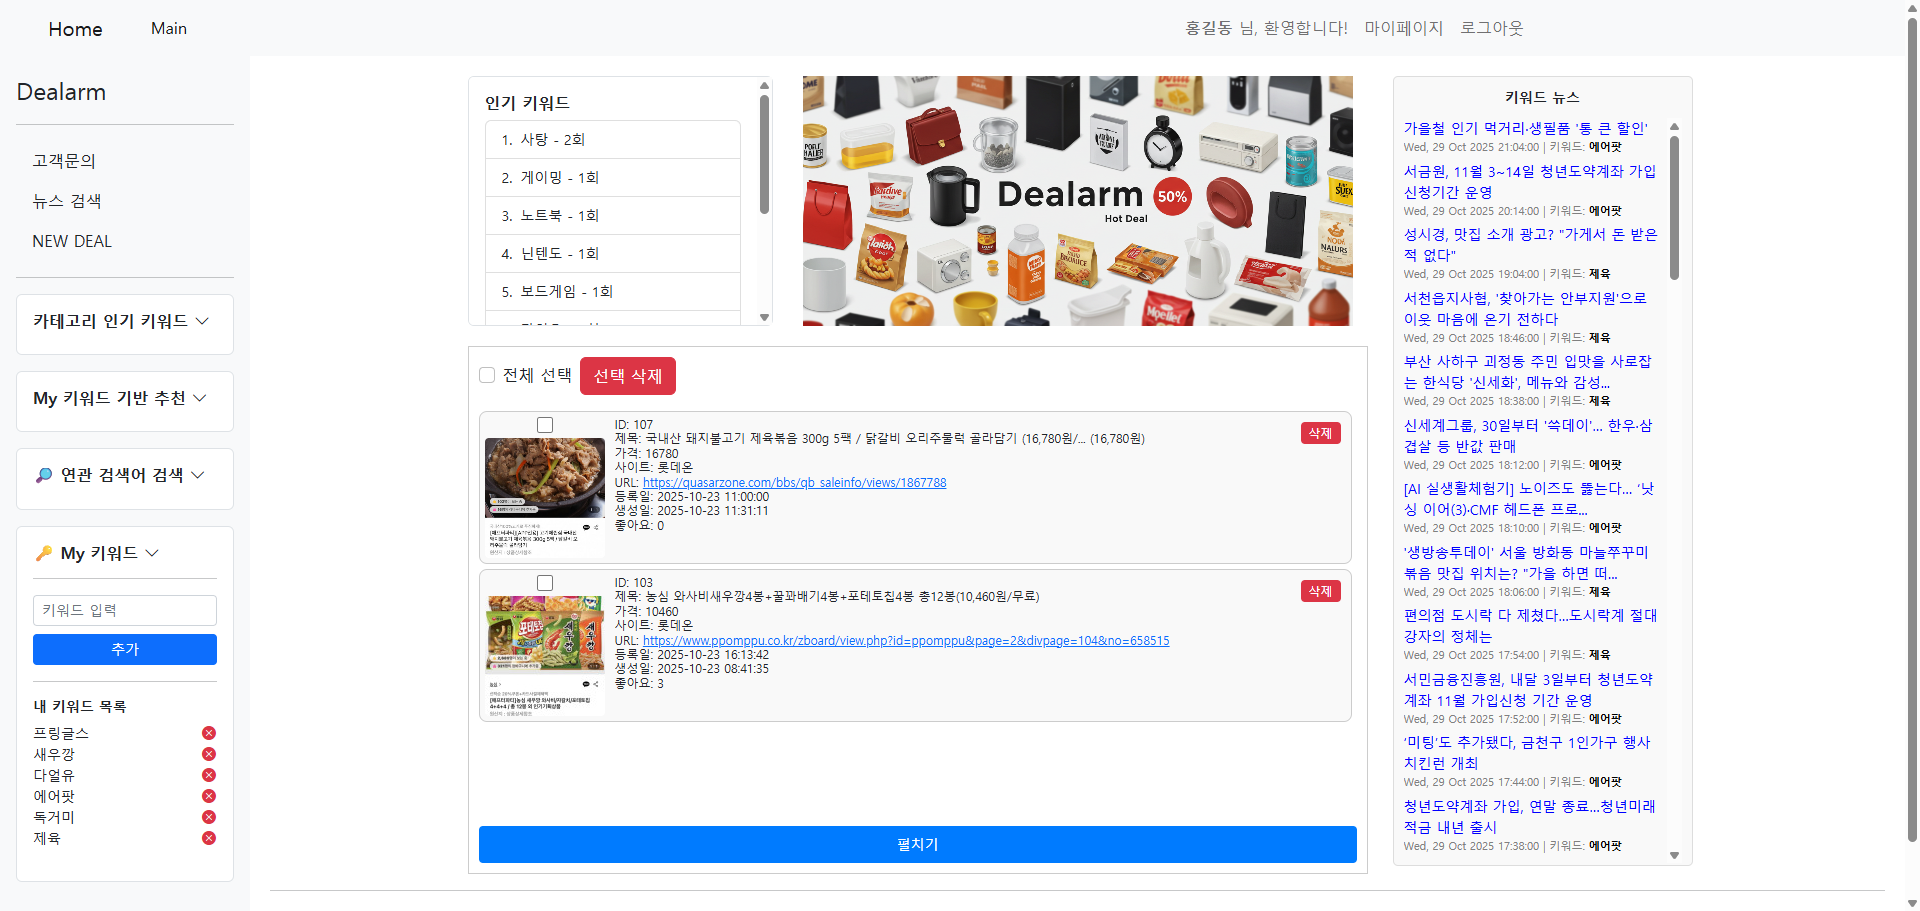 Home
Main
홍길동 님, 환영합니다!
마이페이지
로그아웃
Dealarm
고객문의
뉴스 검색
NEW DEAL
카테고리 인기 키워드
My 키워드 기반 추천
연관 검색어 검색
My 키워드
키워드 입력
추가
내 키워드 목록
프링글스
새우깡
다얼유
에어팟
독거미
제육
인기 키워드
1. 사탕 - 2회
2. 게이밍 - 1회
3. 노트북 - 1회
4. 닌텐도 - 1회
5. 보드게임 - 1회
Dealarm 50%
Hot Deal
전체 선택
선택 삭제
ID: 107
제목: 국내산 돼지불고기 제육볶음 300g 5팩 / 닭갈비 오리주물럭 골라담기 (16,780원/... (16,780원)
가격: 16780
사이트: 롯데온
URL: https://quasarzone.com/bbs/qb_saleinfo/views/1867788
등록일: 2025-10-23 11:00:00
생성일: 2025-10-23 11:31:11
좋아요: 0
삭제
ID: 103
제목: 농심 와사비새우깡4봉+꿀꽈배기4봉+포테토칩4봉 총12봉(10,460원/무료)
가격: 10460
사이트: 롯데온
URL: https://www.ppomppu.co.kr/zboard/view.php?id=ppomppu&page=2&divpage=104&no=658515
등록일: 2025-10-23 16:13:42
생성일: 2025-10-23 08:41:35
좋아요: 3
삭제
펼치기
키워드 뉴스
가을철 인기 먹거리·생필품 '통 큰 할인'
Wed, 29 Oct 2025 21:04:00 | 키워드: 에어팟
서금원, 11월 3~14일 청년도약계좌 가입
신청기간 운영
Wed, 29 Oct 2025 20:14:00 | 키워드: 에어팟
성시경, 맛집 소개 광고? "가게서 돈 받은
적 없다"
Wed, 29 Oct 2025 19:04:00 | 키워드: 제육
서천읍지사협, '찾아가는 안부지원'으로
이웃 마음에 온기 전하다
Wed, 29 Oct 2025 18:46:00 | 키워드: 제육
부산 사하구 괴정동 주민 입맛을 사로잡
는 한식당 '신세화', 메뉴와 감성...
Wed, 29 Oct 2025 18:38:00 | 키워드: 제육
신세계그룹, 30일부터 '쓱데이'... 한우·삼
겹살 등 반값 판매
Wed, 29 Oct 2025 18:12:00 | 키워드: 에어팟
[AI 실생활체험기] 노이즈도 뚫는다... ‘낫
싱 이어(3)·CMF 헤드폰 프로...
Wed, 29 Oct 2025 18:10:00 | 키워드: 에어팟
'생방송투데이' 서울 방화동 마늘쭈꾸미
볶음 맛집 위치는? "가을 하면 떠...
Wed, 29 Oct 2025 18:06:00 | 키워드: 제육
편의점 도시락 다 제쳤다...도시락계 절대
강자의 정체는
Wed, 29 Oct 2025 17:54:00 | 키워드: 제육
서민금융진흥원, 내달 3일부터 청년도약
계좌 11월 가입신청 기간 운영
Wed, 29 Oct 2025 17:52:00 | 키워드: 에어팟
‘미팅’도 추가됐다, 금천구 1인가구 행사
치킨런 개최
Wed, 29 Oct 2025 17:44:00 | 키워드: 에어팟
청년도약계좌 가입, 연말 종료...청년미래
적금 내년 출시
Wed, 29 Oct 2025 17:38:00 | 키워드: 에어팟